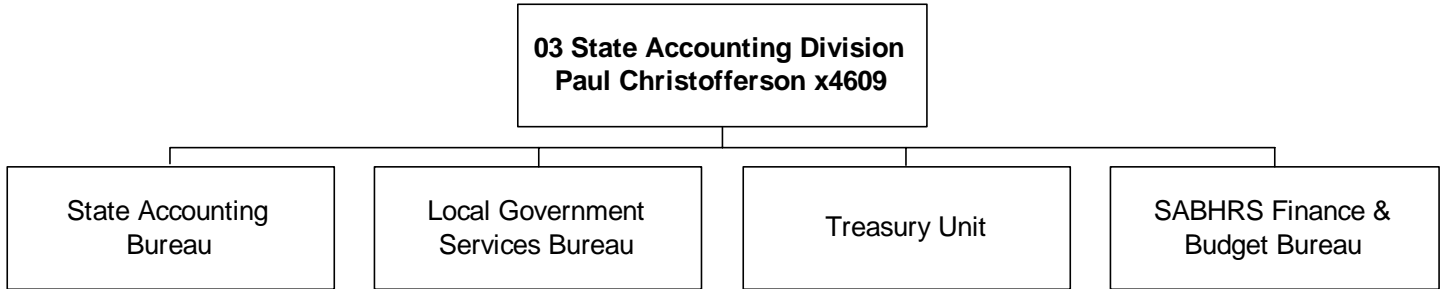 03 State Accounting Division
Paul Christofferson x4609
State Accounting
Bureau
Local Government
Services Bureau
Treasury Unit
SABHRS Finance &
Budget Bureau